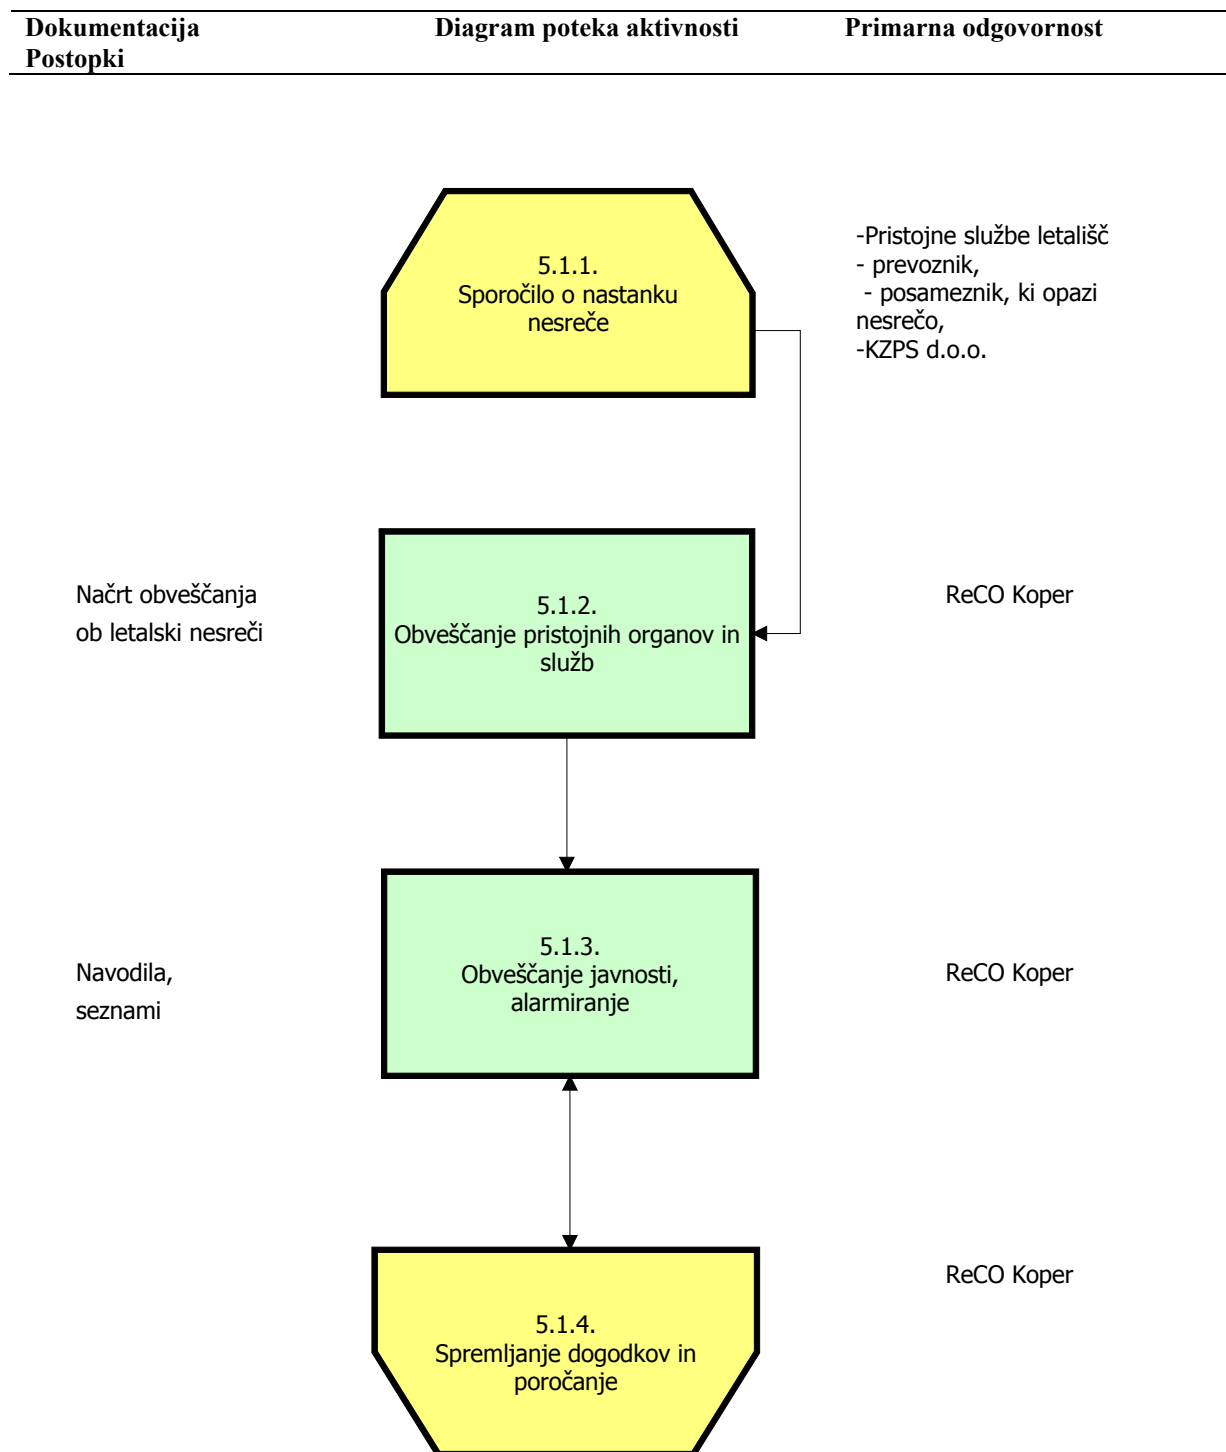 Dokumentacija
Postopki
Diagram poteka aktivnosti
Primarna odgovornost
5.1.1.
Sporočilo o nastanku
nesreče
-Pristojne službe letališč
- prevoznik,
- posameznik, ki opazi
nesrečo,
-KZPS d.o.o.
Načrt obveščanja
ob letalski nesreči
5.1.2.
Obveščanje pristojnih organov in
služb
ReCO Koper
Navodila,
seznami
5.1.3.
Obveščanje javnosti,
alarmiranje
ReCO Koper
5.1.4.
Spremljanje dogodkov in
poročanje
ReCO Koper